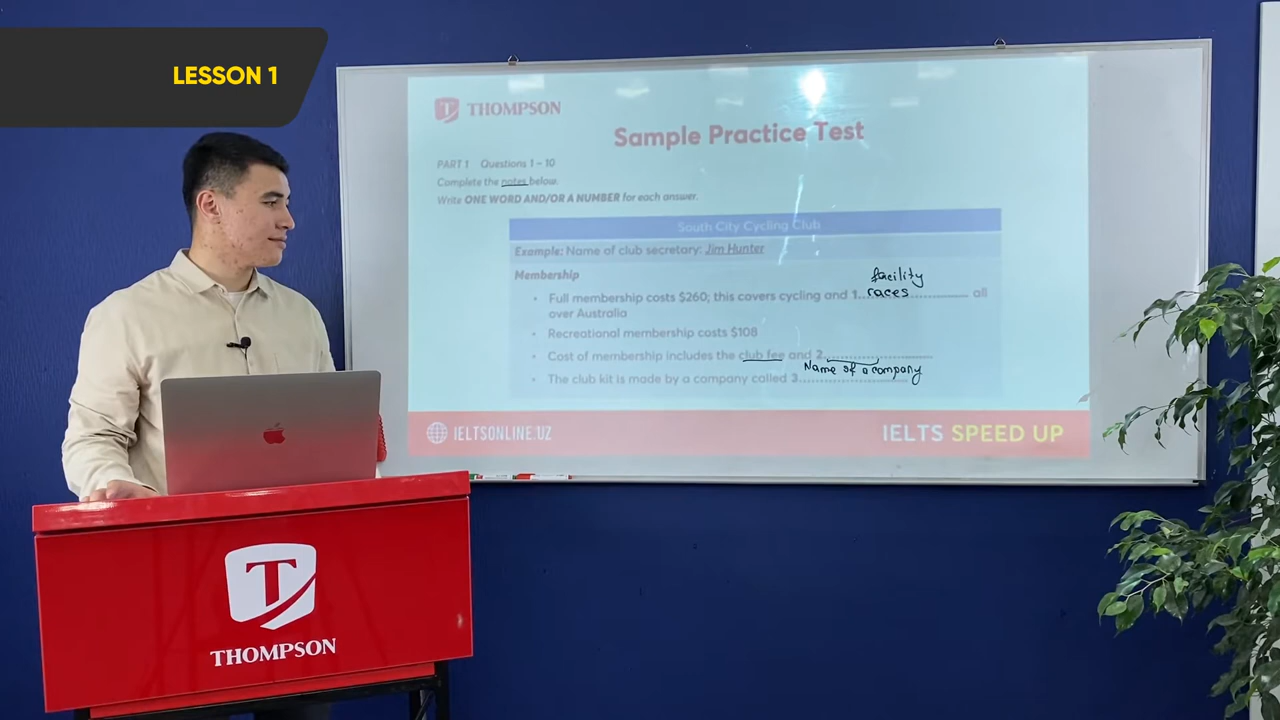 LESSON 1
THOMPSON
Sample Practice Test
PART 1 Questions 1 – 10
Complete the notes below.
Write ONE WORD AND/OR A NUMBER for each answer.
South City Cycling Club
Example: Name of club secretary: Jim Hunter
Membership
facility
• Full membership costs $260; this covers cycling and 1..races.................. all
over Australia
• Recreational membership costs $108
• Cost of membership includes the club fee and 2............................
Name of a company
• The club kit is made by a company called 3............................
IELTSONLINE.UZ
IELTS SPEED UP
T
THOMPSON